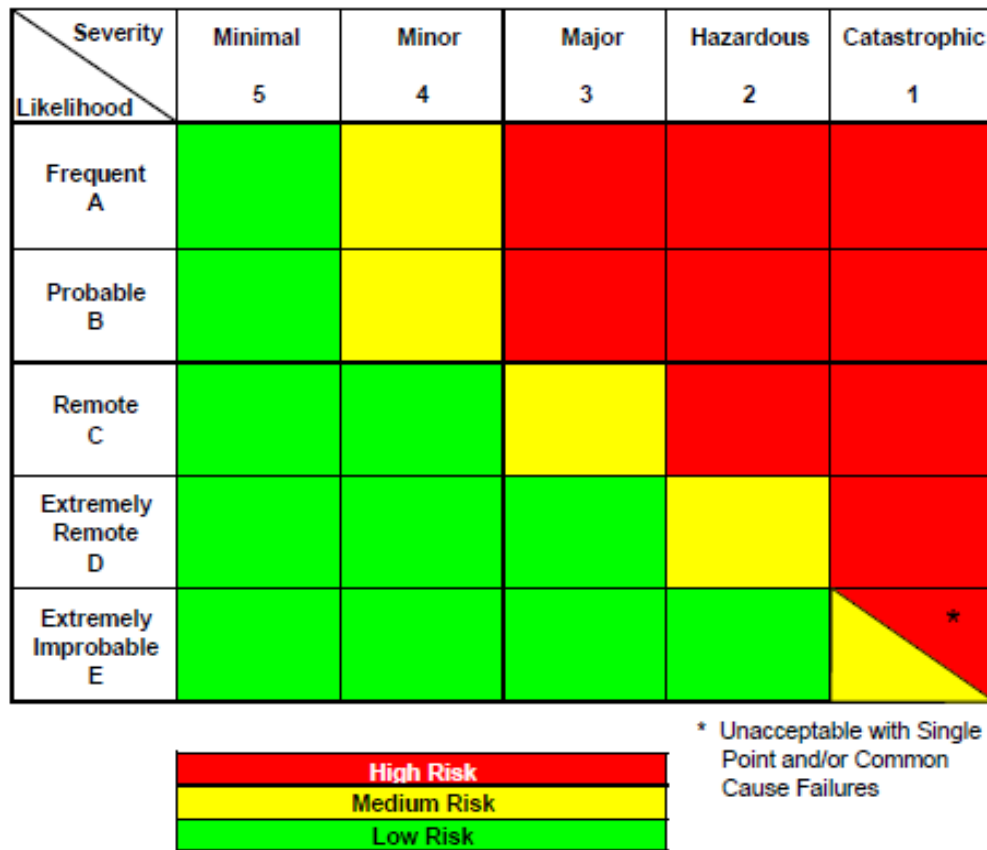 Severity
Likelihood
Minimal
5
Minor
4
Major
3
Hazardous
2
Catastrophic
1
Frequent
A
Probable
B
Remote
C
Extremely
Remote
D
Extremely
Improbable
E
*
* Unacceptable with Single
Point and/or Common
Cause Failures
High Risk
Medium Risk
Low Risk